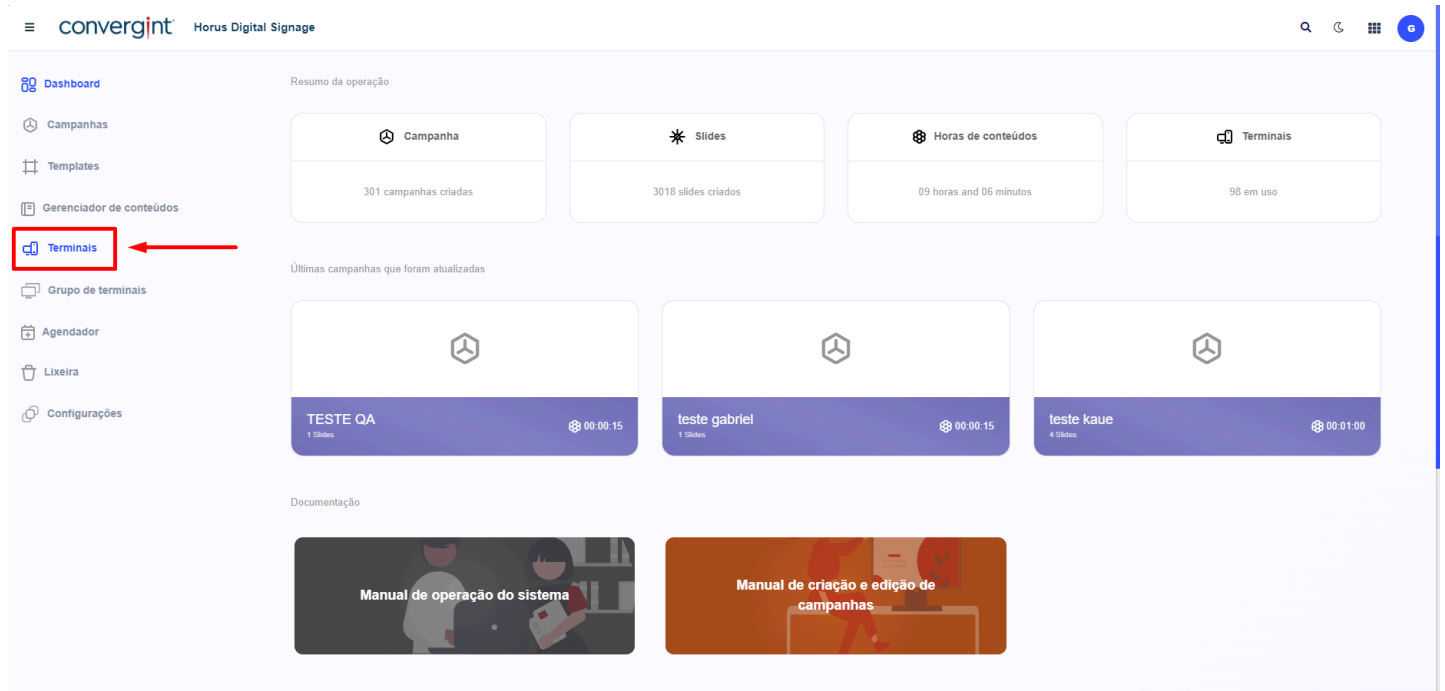 convergint Horus Digital Signage
G
Dashboard
Campanhas
Templates
Gerenciador de conteúdos
Terminais
Grupo de terminais
Agendador
Lixeira
Configurações
Resumo da operação
Campanha
301 campanhas criadas
Slides
3018 slides criados
Horas de conteúdos
09 horas and 06 minutos
Terminais
98 em uso
Últimas campanhas que foram atualizadas
TESTE QA
1 Slides
00:00:15
teste gabriel
1 Slides
00:00:15
teste kaue
4 Slides
00:01:00
Documentação
Manual de operação do sistema
Manual de criação e edição de
campanhas